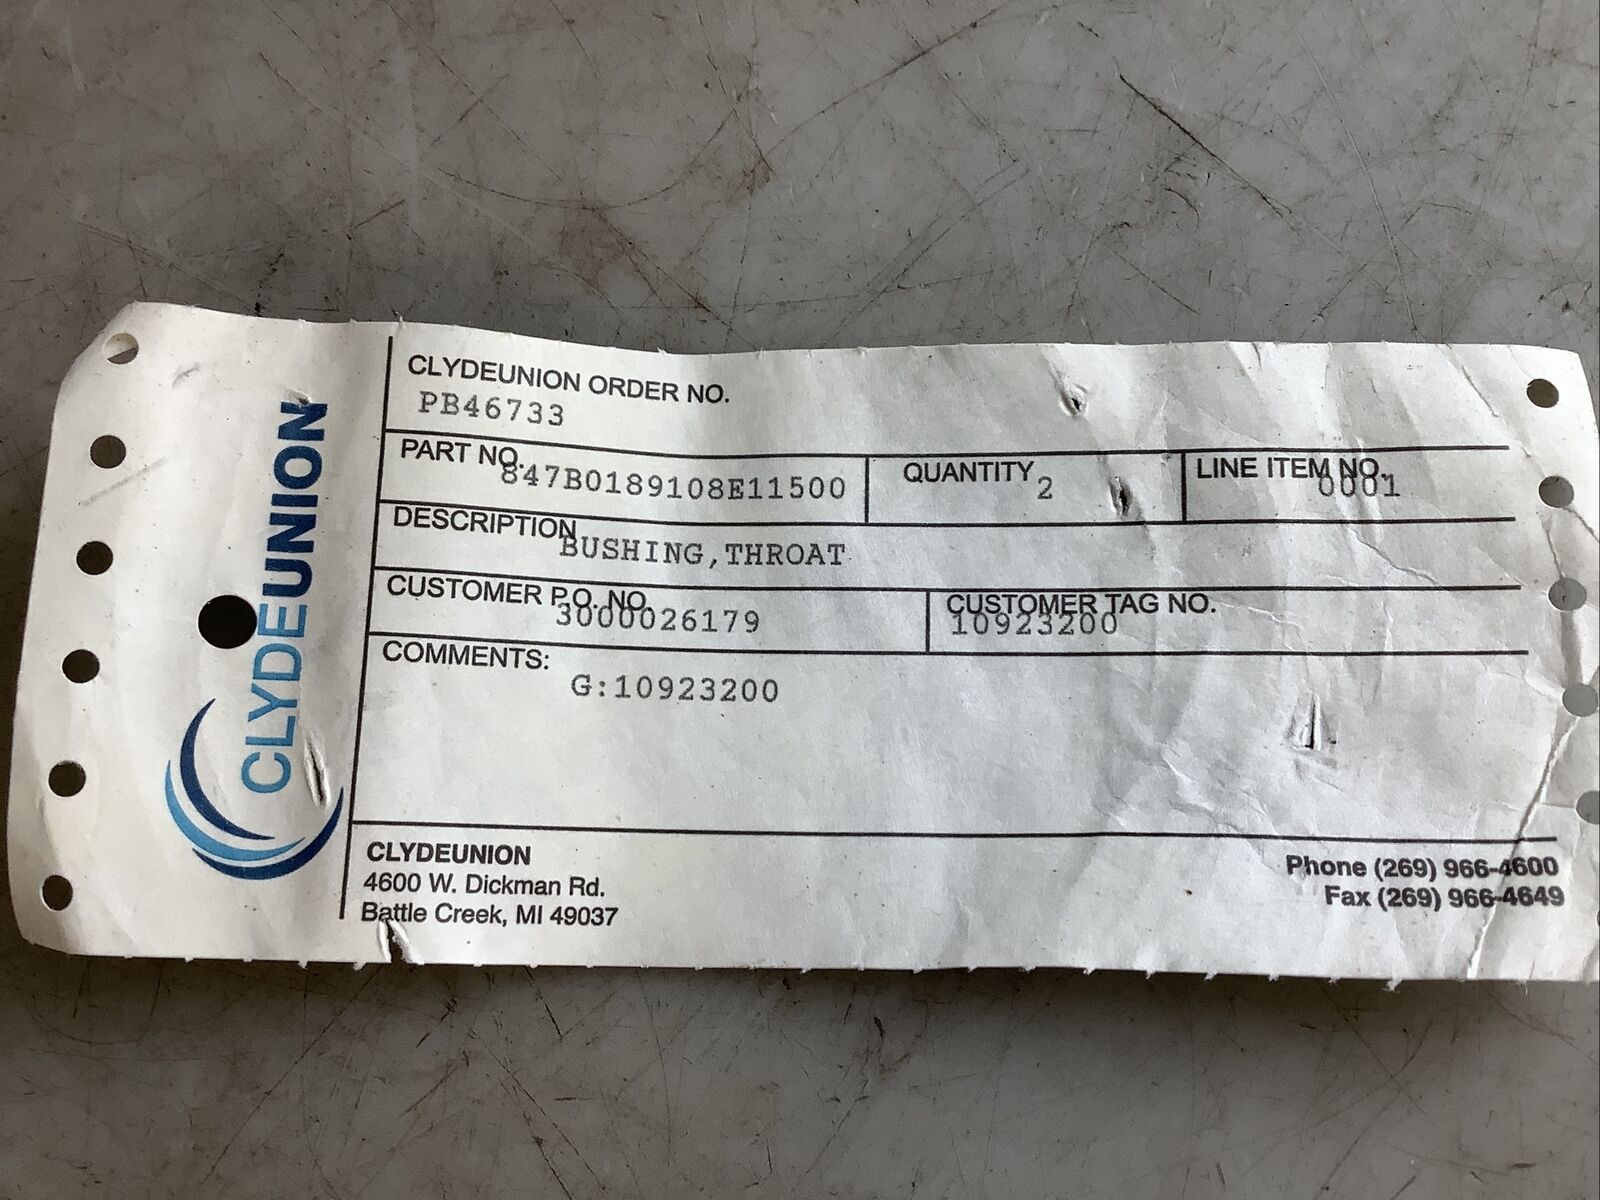 CLYDEUNION
CLYDEUNION ORDER NO.
PB46733
PART NO.
847B0189108E11500
QUANTITY
2
LINE ITEM NO.
0001
DESCRIPTION
BUSHING,THROAT
CUSTOMER P.O. NO.
3000026179
CUSTOMER TAG NO.
10923200
COMMENTS:
G:10923200
CLYDEUNION
4600 W. Dickman Rd.
Battle Creek, MI 49037
Phone (269) 966-4600
Fax (269) 966-4649